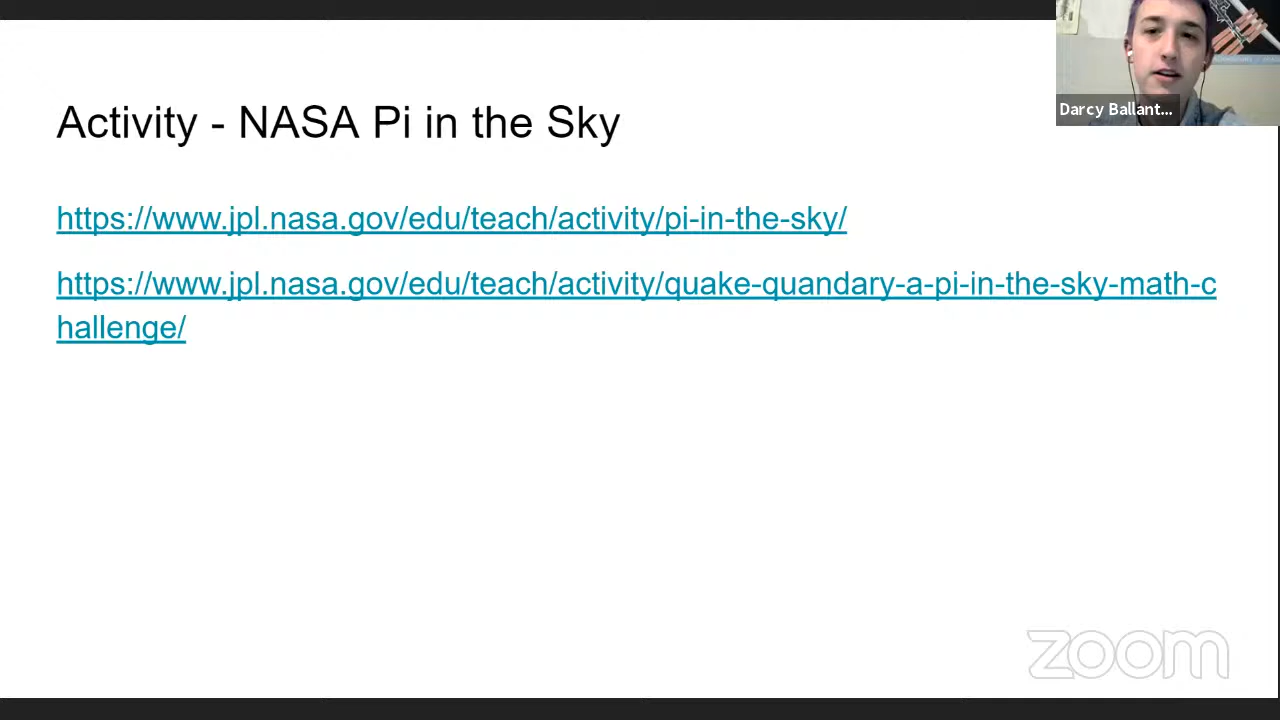 Activity - NASA Pi in the Sky
https://www.jpl.nasa.gov/edu/teach/activity/pi-in-the-sky/
https://www.jpl.nasa.gov/edu/teach/activity/quake-quandary-a-pi-in-the-sky-math-c
hallenge/
Darcy Ballant...
zoom